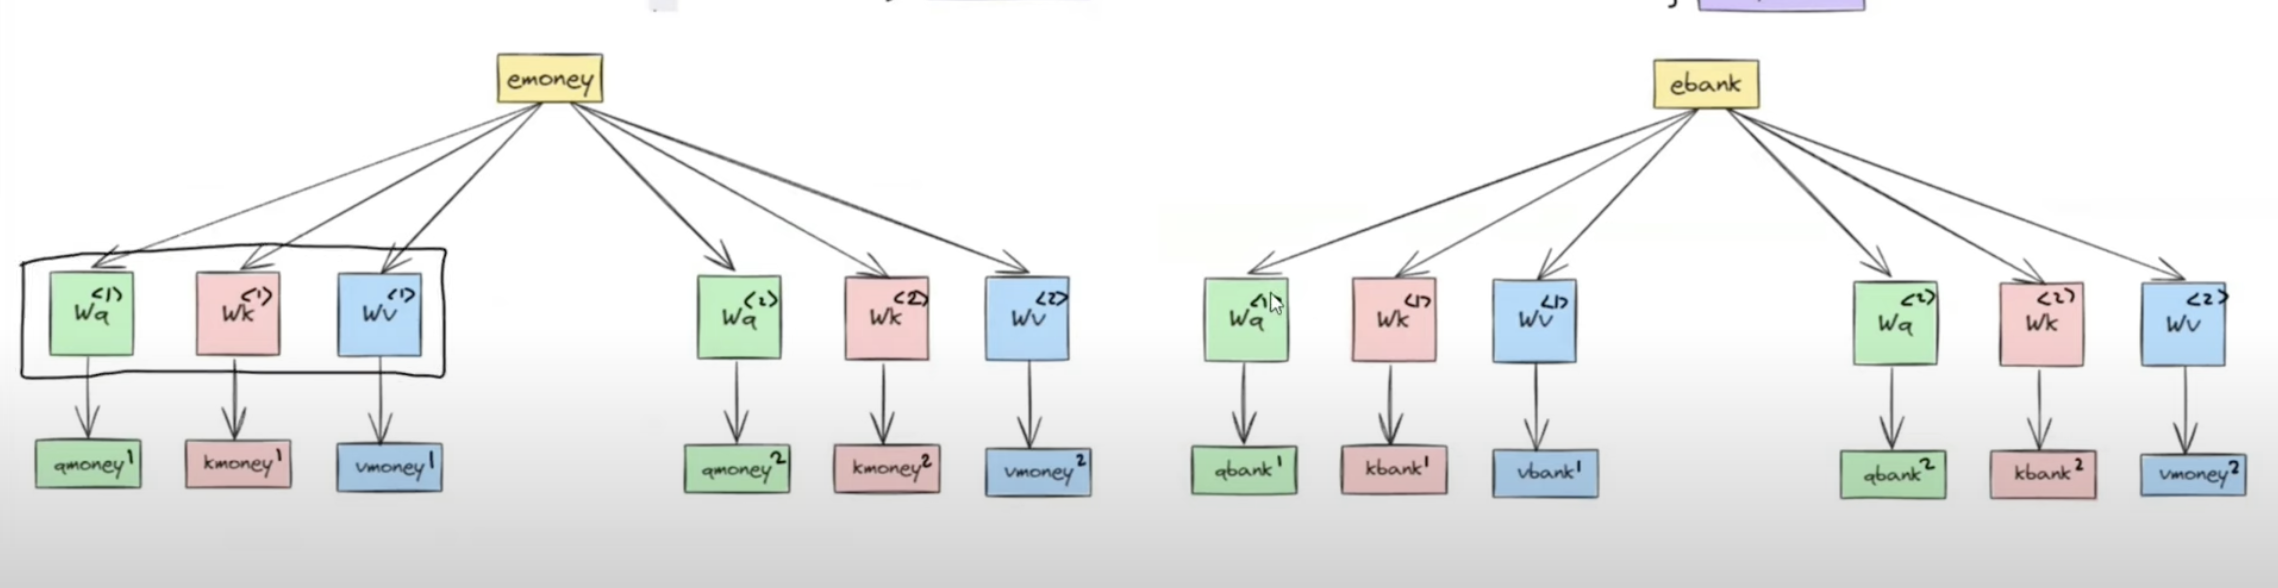 emoney
ebank
<1> Wq
<1> Wk
<1> Wv
<2> Wq
<2> Wk
<2> Wv
Wq
<1> Wk
<1> Wv
<2> Wq
<2> Wk
<2> Wv
qmoney1
kmoney1
vmoney1
qmoney2
kmoney2
vmoney2
qbank1
kbank1
vbank1
qbank2
kbank2
vmoney2